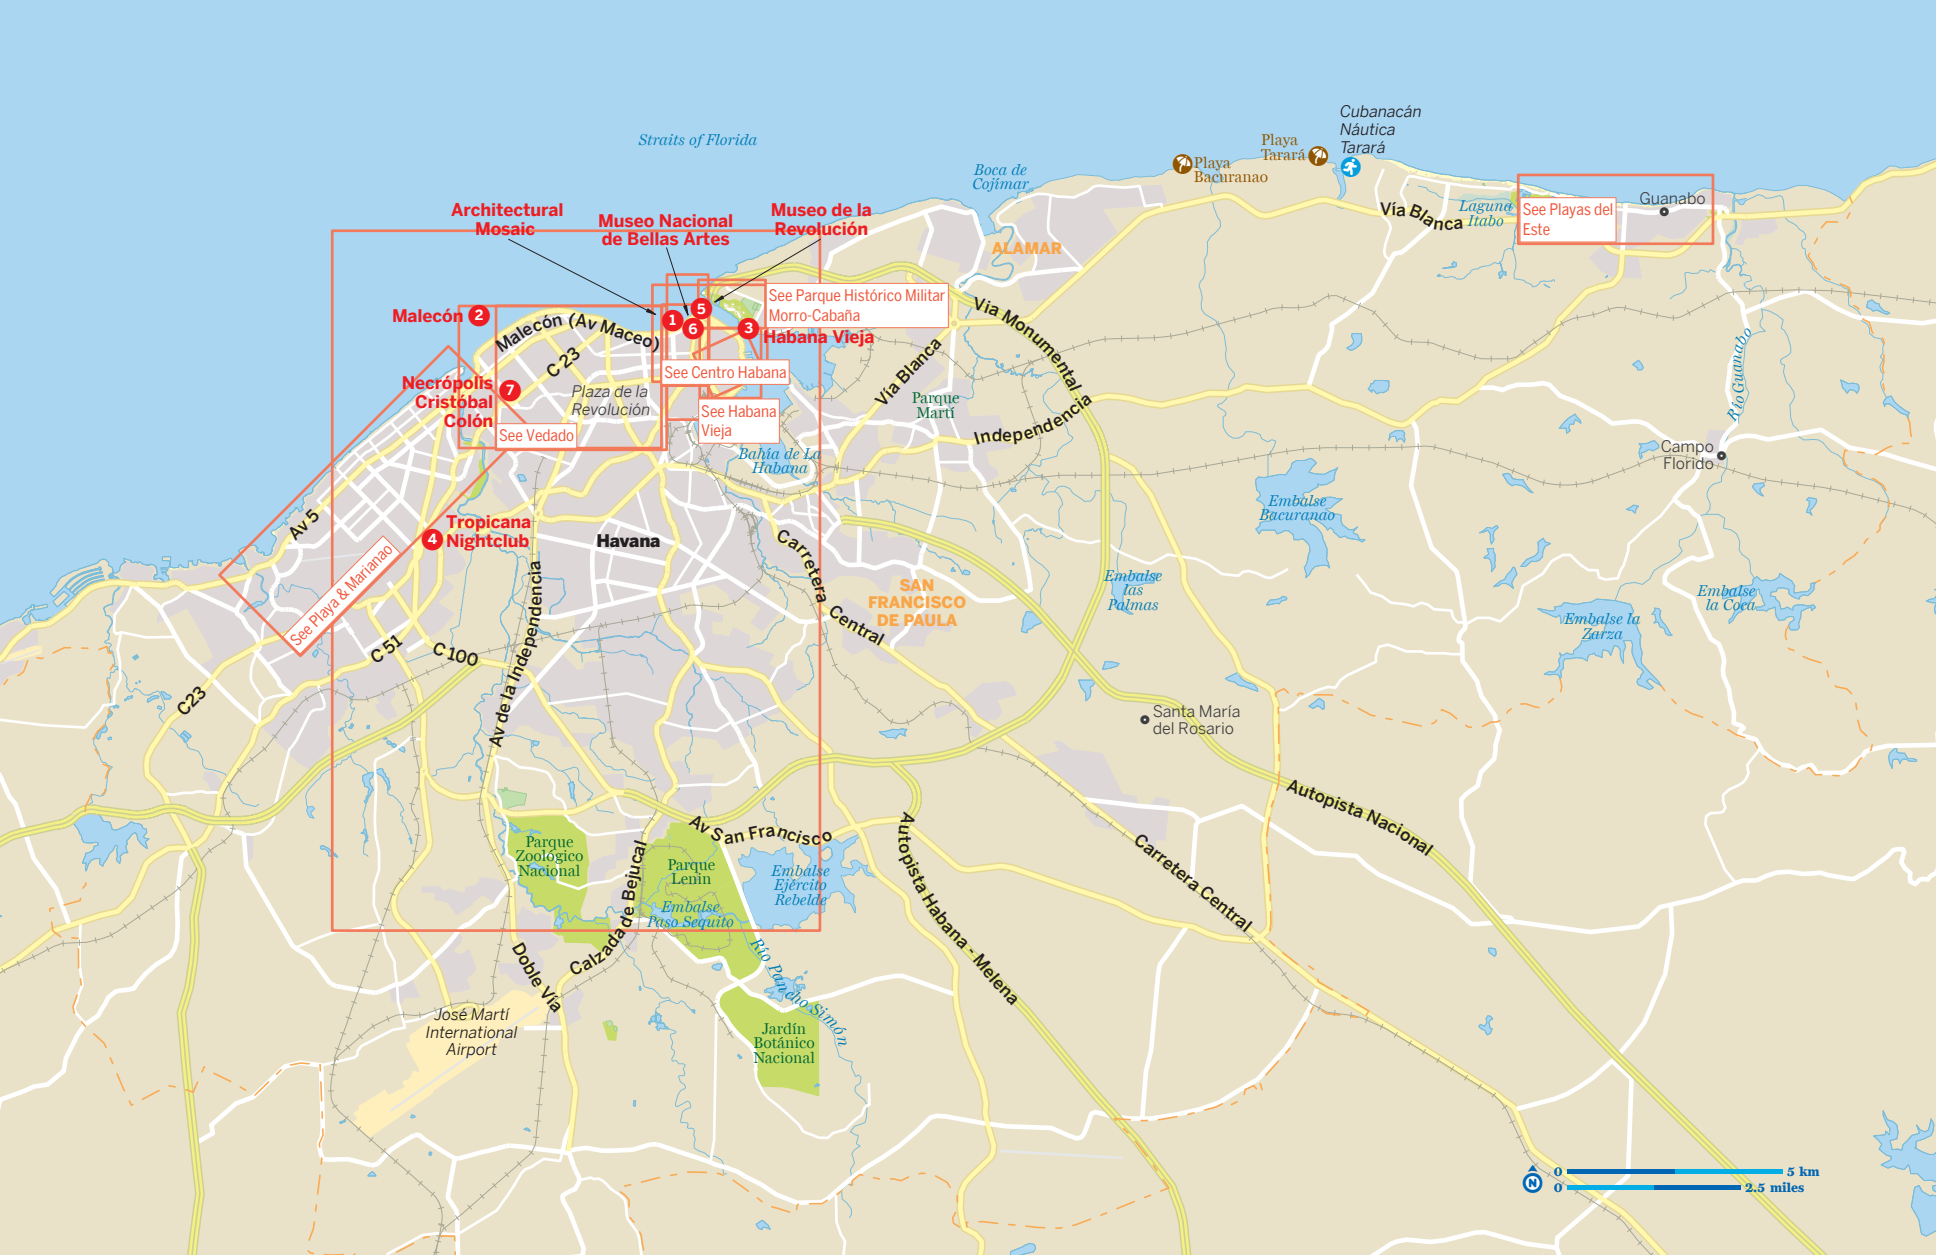 Cubanacán
Náutica
Tarará
Straits of Florida
Playa
Tarará
Playa
Bacuranao
Boca de
Cojímar
Guanabo
Laguna
Itabo
Vía Blanca
See Playas del
Este
Architectural
Mosaic
Museo Nacional
de Bellas Artes
Museo de la
Revolución
ALAMAR
See Parque Histórico Militar
Morro-Cabaña
Malecón
2
Malecón (Av Maceo)
1
5
6
3
Habana Vieja
Via Monumental
Vía Blanca
C 23
See Centro Habana
Necrópolis
Cristóbal
Colón
7
Plaza de la
Revolución
See Vedado
See Habana
Vieja
Parque
Martí
Independencia
Río Guanabo
Campo
Florido
Bahía de La
Habana
Embalse
Bacuranao
Av 5
4
Tropicana
Nightclub
Havana
Carretera Central
See Playa & Marianao
SAN
FRANCISCO
DE PAULA
Embalse
las
Palmas
Embalse la
Zarza
Embalse
la Coca
C 51
C 100
C23
Av de la Independencia
Santa María
del Rosario
Autopista Nacional
Av San Francisco
Parque
Zoológico
Nacional
Parque
Lenin
Embalse
Ejército
Rebelde
Embalse
Paso Sequito
Calzada de Bejucal
Autopista Habana - Melena
Carretera Central
Doble Vía
Río Pancho Simón
José Martí
International
Airport
Jardín
Botánico
Nacional
N
0 5 km
0 2.5 miles